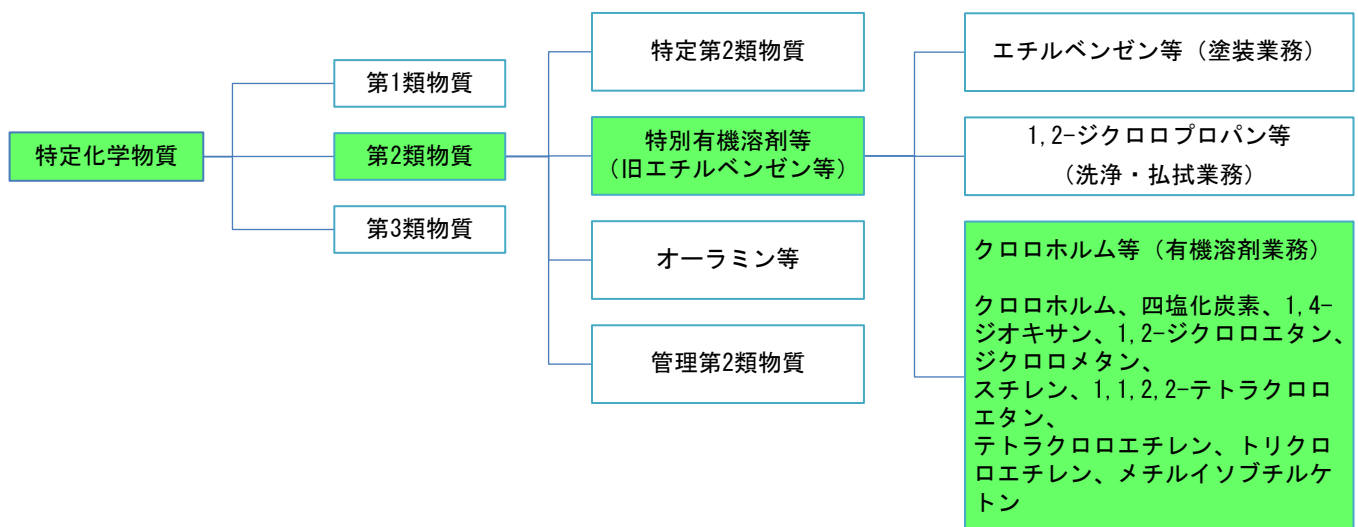 特定化学物質
第1類物質
第2類物質
第3類物質
特定第2類物質
特別有機溶剤等
（旧エチルベンゼン等）
オーラミン等
管理第2類物質
エチルベンゼン等（塗装業務）
1,2-ジクロロプロパン等
（洗浄・払拭業務）
クロロホルム等（有機溶剤業務）
クロロホルム、四塩化炭素、1,4-
ジオキサン、1,2-ジクロロエタン、
ジクロロメタン、
スチレン、1,1,2,2-テトラクロロ
エタン、
テトラクロロエチレン、トリクロ
ロエチレン、メチルイソブチルケ
トン